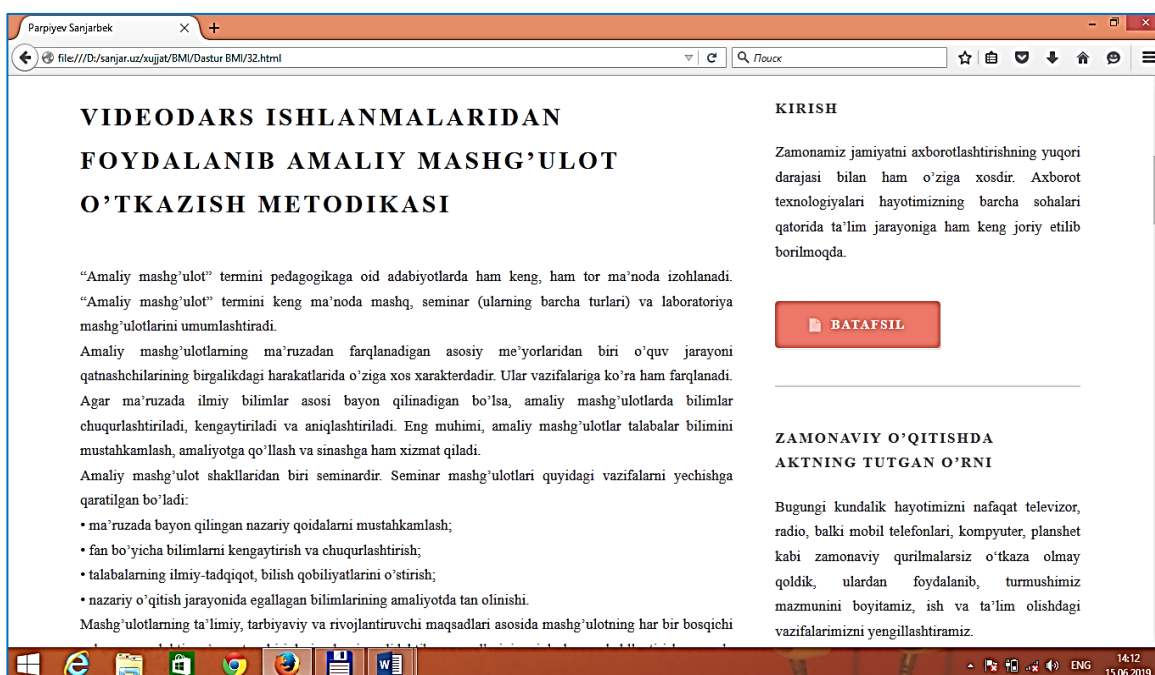 Parpiyev Sanjarbek
file:///D:/sanjar.uz/xujjat/BMI/Dastur BMI/32.html
Поиск
VIDEODARS ISHLANMALARIDAN
FOYDALANIB AMALIY MASHG’ULOT
O’TKAZISH METODIKASI
“Amaliy mashg’ulot” termini pedagogikaga oid adabiyotlarda ham keng, ham tor ma’noda izohlanadi.
“Amaliy mashg’ulot” termini keng ma’noda mashq, seminar (ularning barcha turlari) va laboratoriya
mashg’ulotlarini umumlashtiradi.
Amaliy mashg’ulotlarning ma’ruzadan farqlanadigan asosiy me’yorlaridan biri o’quv jarayoni
qatnashchilarining birgalikdagi harakatlarida o’ziga xos xarakterdadir. Ular vazifalariga ko’ra ham farqlanadi.
Agar ma’ruzada ilmiy bilimlar asosi bayon qilinadigan bo’lsa, amaliy mashg’ulotlarda bilimlar
chuqurlashtiriladi, kengaytiriladi va aniqlashtiriladi. Eng muhimi, amaliy mashg’ulotlar talabalar bilimini
mustahkamlash, amaliyotga qo’llash va sinashga ham xizmat qiladi.
Amaliy mashg’ulot shakllaridan biri seminardir. Seminar mashg’ulotlari quyidagi vazifalarni yechishga
qaratilgan bo’ladi:
• ma’ruzada bayon qilingan nazariy qoidalarni mustahkamlash;
• fan bo’yicha bilimlarni kengaytirish va chuqurlashtirish;
• talabalarning ilmiy-tadqiqot, bilish qobiliyatlarini o’stirish;
• nazariy o’qitish jarayonida egallagan bilimlarining amaliyotda tan olinishi.
Mashg’ulotlarning ta’limiy, tarbiyaviy va rivojlantiruvchi maqsadlari asosida mashg’ulotning har bir bosqichi
KIRISH
Zamonamiz jamiyatni axborotlashtirishning yuqori
darajasi bilan ham o’ziga xosdir. Axborot
texnologiyalari hayotimizning barcha sohalari
qatorida ta’lim jarayoniga ham keng joriy etilib
borilmoqda.
BATAFSIL
ZAMONAVIY O’QITISHDA
AKTNING TUTGAN O’RNI
Bugungi kundalik hayotimizni nafaqat televizor,
radio, balki mobil telefonlari, kompyuter, planshet
kabi zamonaviy qurilmalarsiz o‘tkaza olmay
qoldik, ulardan foydalanib, turmushimiz
mazmunini boyitamiz, ish va ta’lim olishdagi
vazifalarimizni yengillashtiramiz.
ENG
14:12
15.06.2019